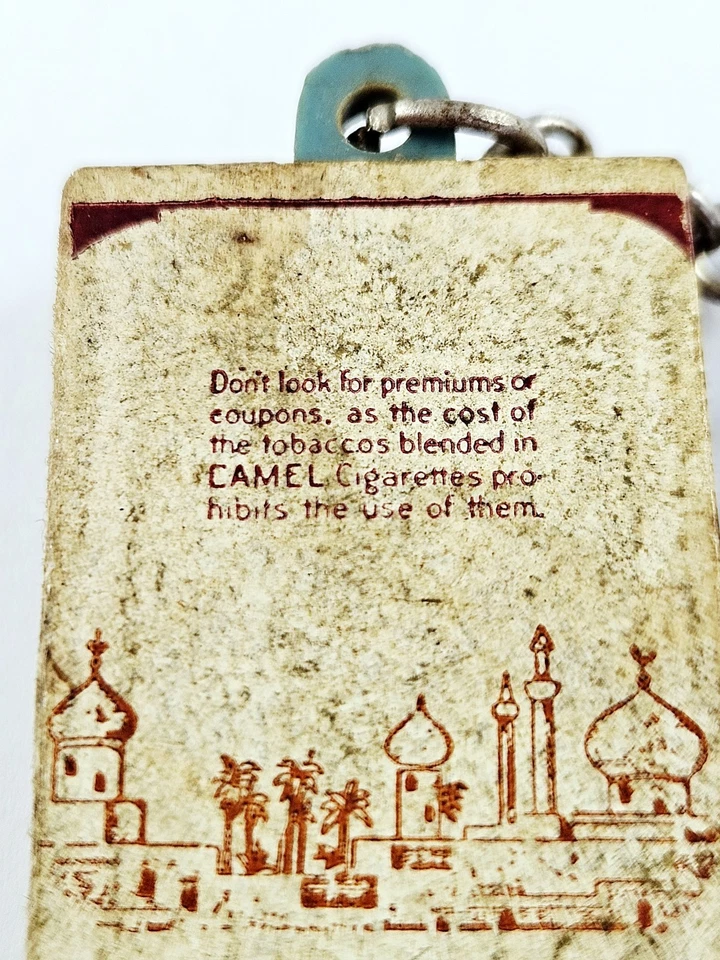 Don't look for premiums or
coupons, as the cost of
the tobaccos blended in
CAMEL Cigarettes pro-
hibits the use of them.